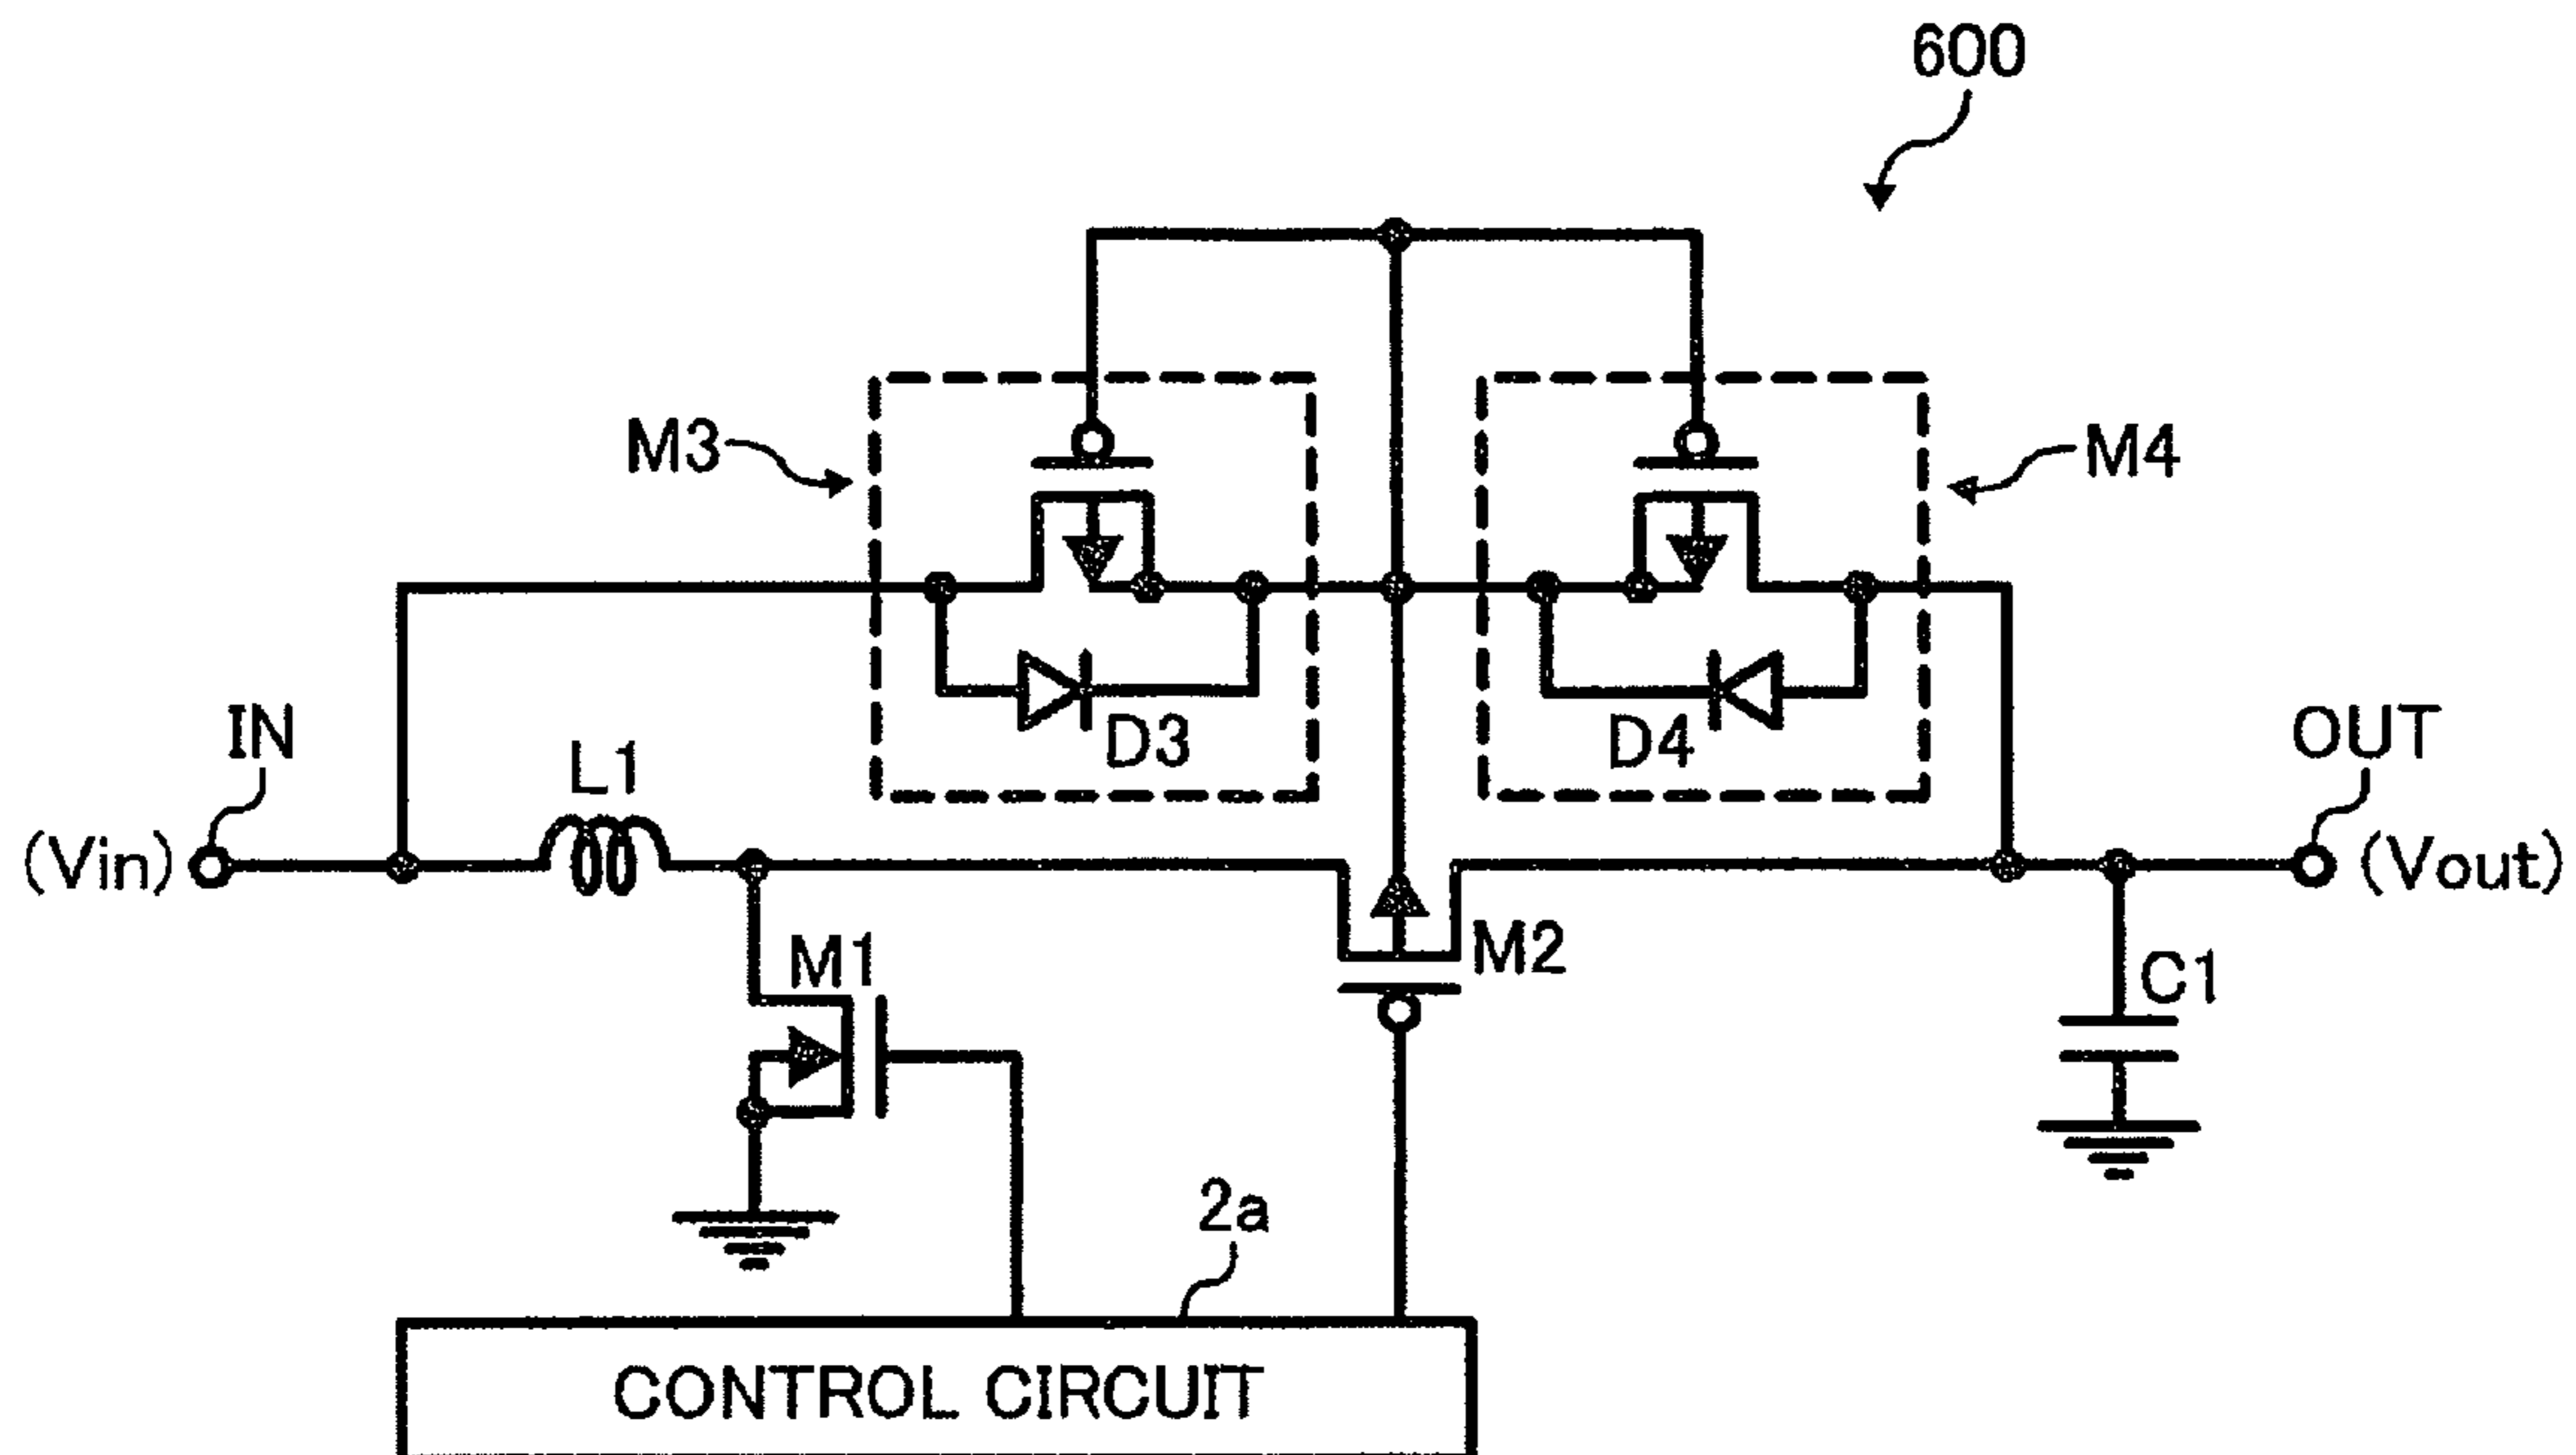 600
M3
M4
D3
D4
IN
L1
OUT
(Vin)
(Vout)
M1
M2
C1
2a
CONTROL CIRCUIT